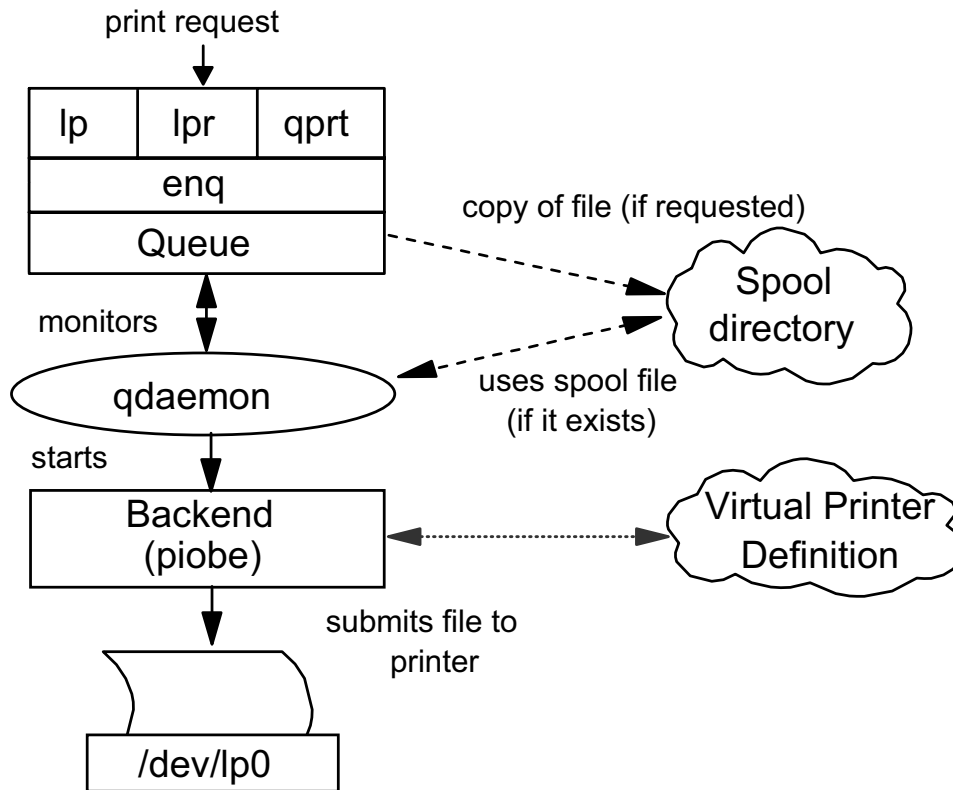 print request
lp lpr qprt
enq
copy of file (if requested)
Queue
Spool
directory
monitors
uses spool file
(if it exists)
qdaemon
starts
Backend
(piobe)
Virtual Printer
Definition
submits file to
printer
/dev/lp0